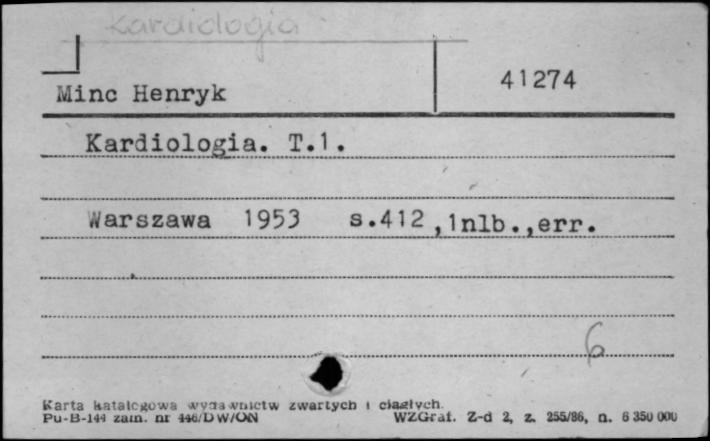 Kardiologia
Minc Henryk
41274
Kardiologia. T.1.
Warszawa 1953 s.412,1nlb.,err.
6
Karta katalogowa wydawnictw zwartych i ciągłych.
Pu-B-144 zam. nr 446/DW/ON WZGraf. Z-d 2, z. 255/86, n. 6 350 000